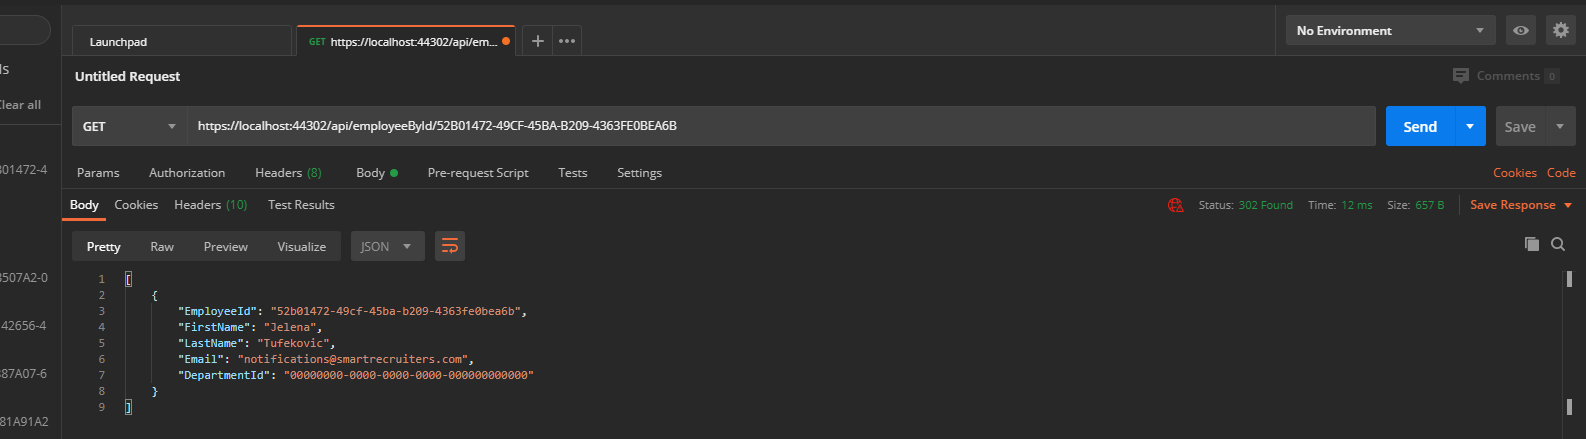 Launchpad
GET https://localhost:44302/api/em...
No Environment
ls
Untitled Request
Comments 0
Clear all
GET
https://localhost:44302/api/employeeById/52B01472-49CF-45BA-B209-4363FE0BEA6B
Send
Save
Params Authorization Headers (8) Body Pre-request Script Tests Settings Cookies Code
B01472-4
Body Cookies Headers (10) Test Results Status: 302 Found Time: 12 ms Size: 657 B Save Response
Pretty Raw Preview Visualize JSON
1 [
2 {
3 "EmployeeId": "52b01472-49cf-45ba-b209-4363fe0bea6b",
4 "FirstName": "Jelena",
5 "LastName": "Tufekovic",
6 "Email": "notifications@smartrecruiters.com",
7 "DepartmentId": "00000000-0000-0000-0000-000000000000"
8 }
9 ]
3507A2-0
42656-4
387A07-6
81A91A2